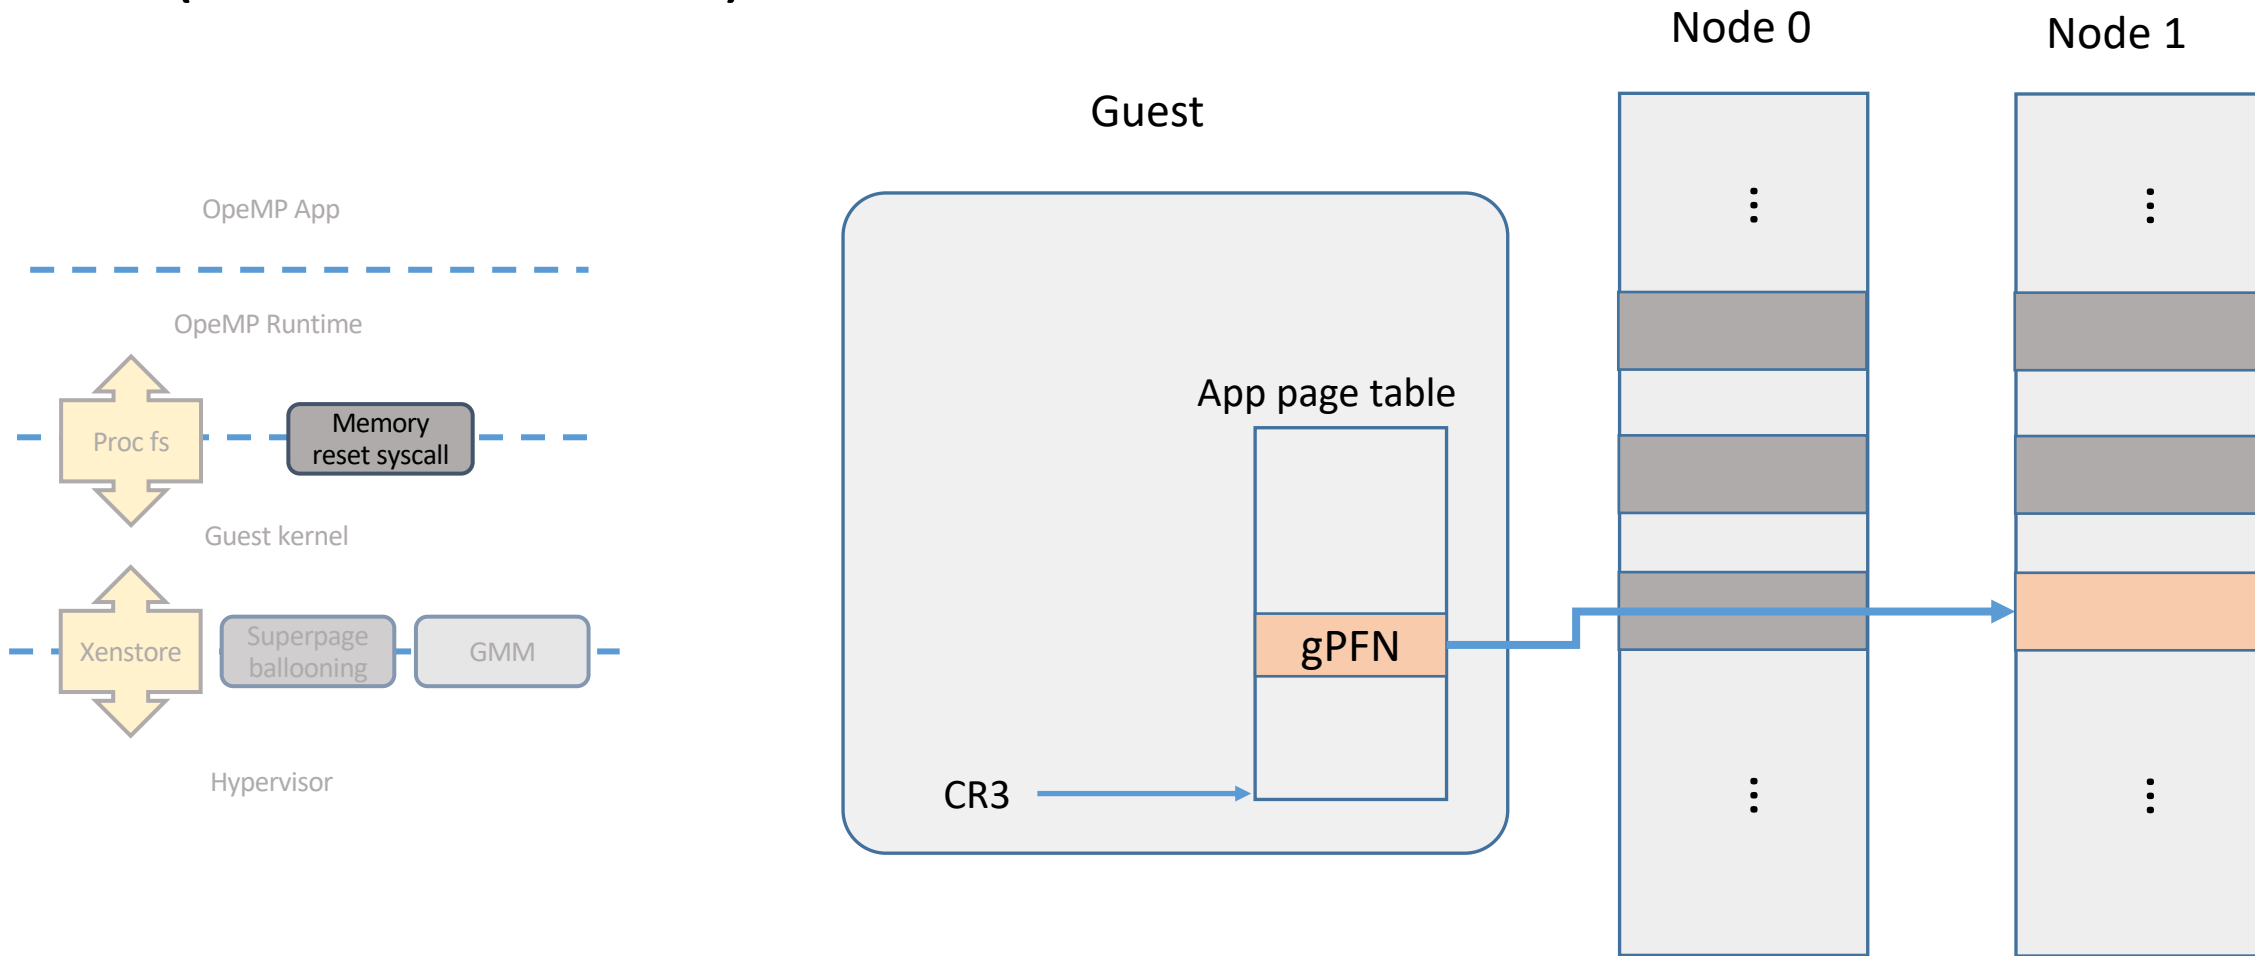 Node 0
Node 1
Guest
OpeMP App
OpeMP Runtime
App page table
Proc fs
Memory
reset syscall
Guest kernel
gPFN
Xenstore
Superpage
ballooning
GMM
Hypervisor
CR3